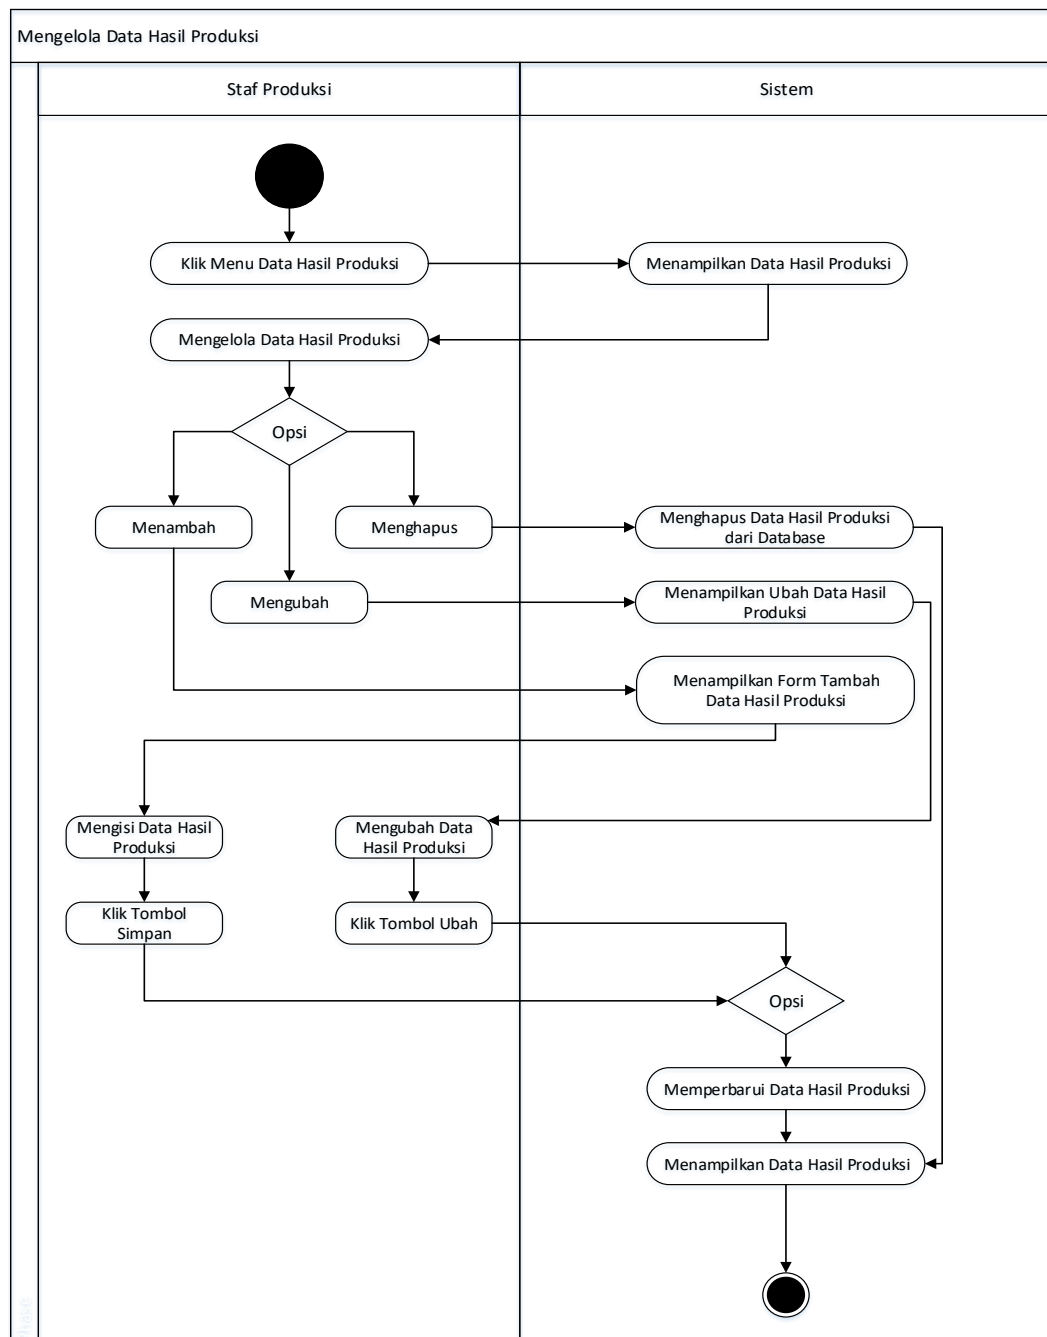 Mengelola Data Hasil Produksi
Staf Produksi
Sistem
Klik Menu Data Hasil Produksi
Menampilkan Data Hasil Produksi
Mengelola Data Hasil Produksi
Opsi
Menambah
Menghapus
Menghapus Data Hasil Produksi
dari Database
Mengubah
Menampilkan Ubah Data Hasil
Produksi
Menampilkan Form Tambah
Data Hasil Produksi
Mengisi Data Hasil
Produksi
Mengubah Data
Hasil Produksi
Klik Tombol
Simpan
Klik Tombol Ubah
Opsi
Memperbarui Data Hasil Produksi
Menampilkan Data Hasil Produksi
Phase